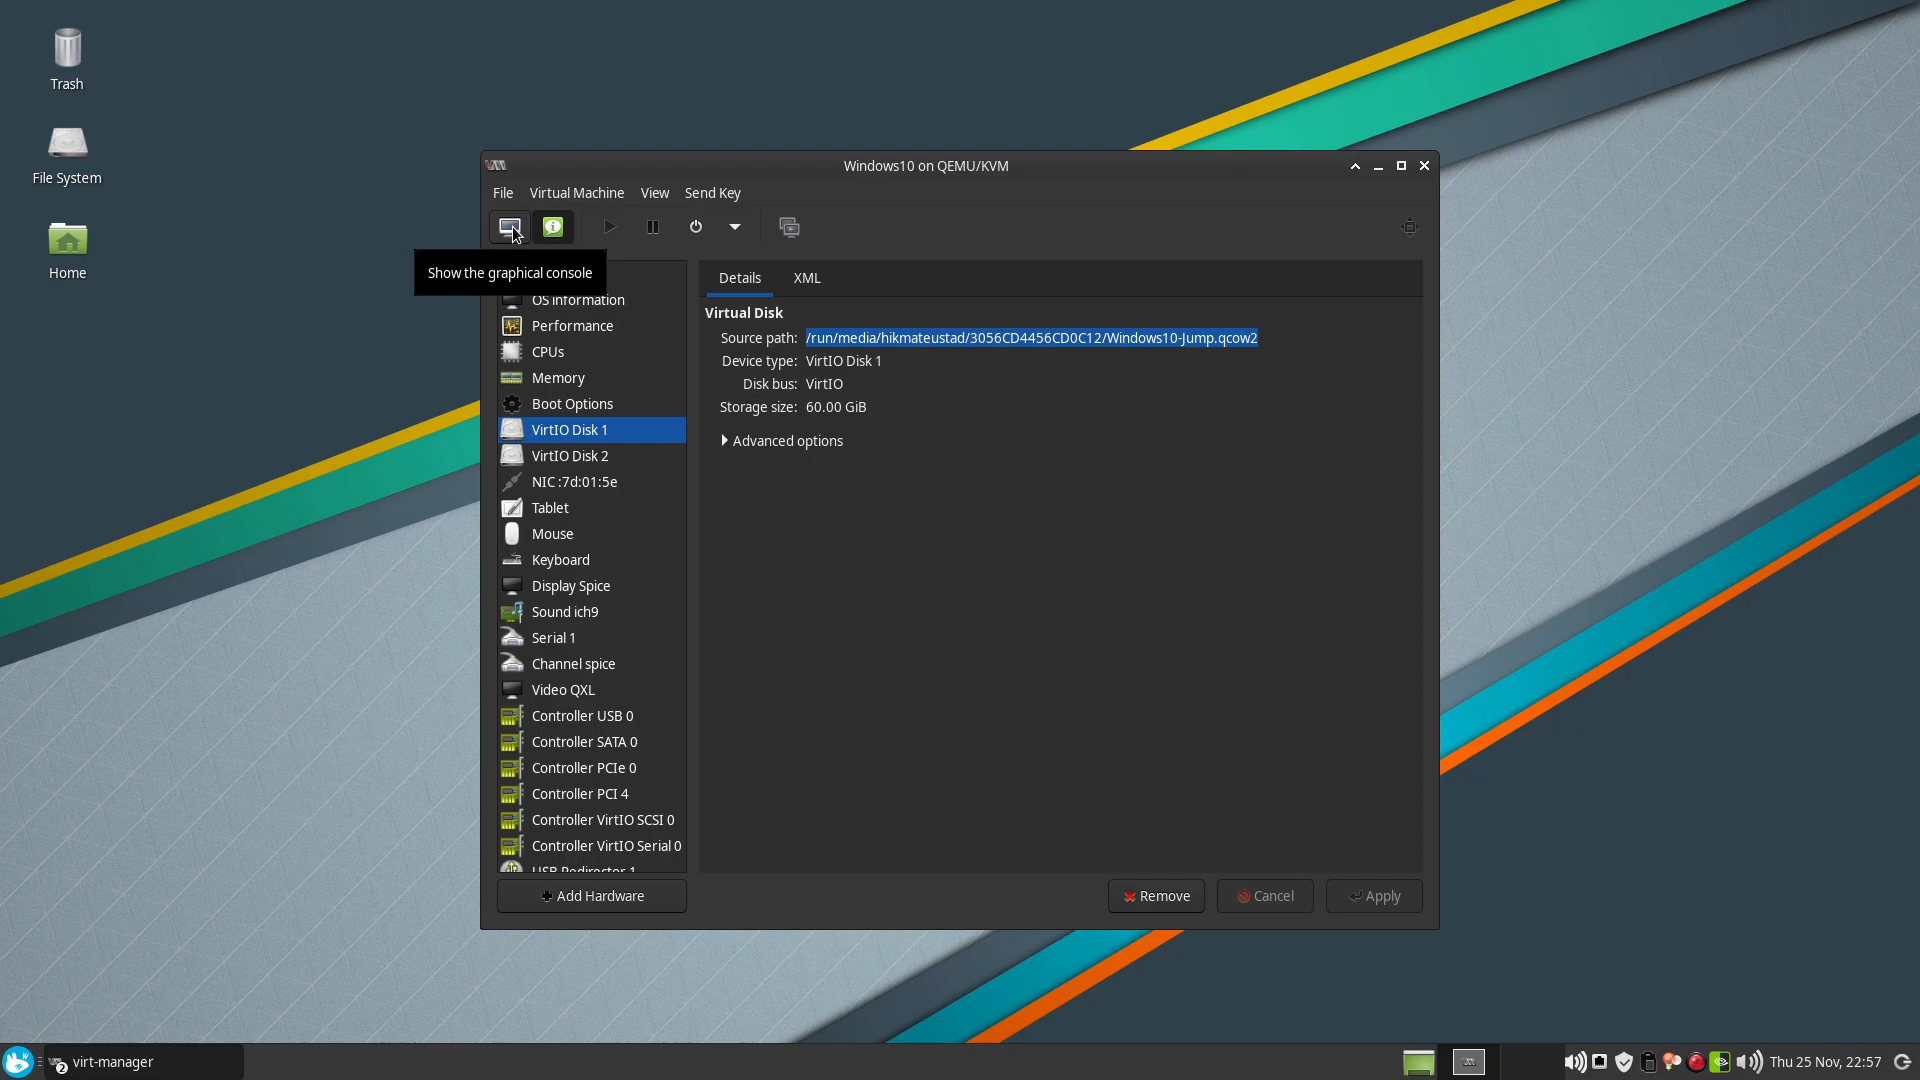 Trash
File System
Home
Windows10 on QEMU/KVM
File Virtual Machine View Send Key
Show the graphical console
OS information
Performance
CPUs
Memory
Boot Options
VirtIO Disk 1
VirtIO Disk 2
NIC :7d:01:5e
Tablet
Mouse
Keyboard
Display Spice
Sound ich9
Serial 1
Channel spice
Video QXL
Controller USB 0
Controller SATA 0
Controller PCIe 0
Controller PCI 4
Controller VirtIO SCSI 0
Controller VirtIO Serial 0
USB Redirector 1
Add Hardware
Details XML
Virtual Disk
Source path: /run/media/hikmateustad/3056CD4456CD0C12/Windows10-Jump.qcow2
Device type: VirtIO Disk 1
Disk bus: VirtIO
Storage size: 60.00 GiB
Advanced options
Remove Cancel Apply
2 virt-manager
Thu 25 Nov, 22:57